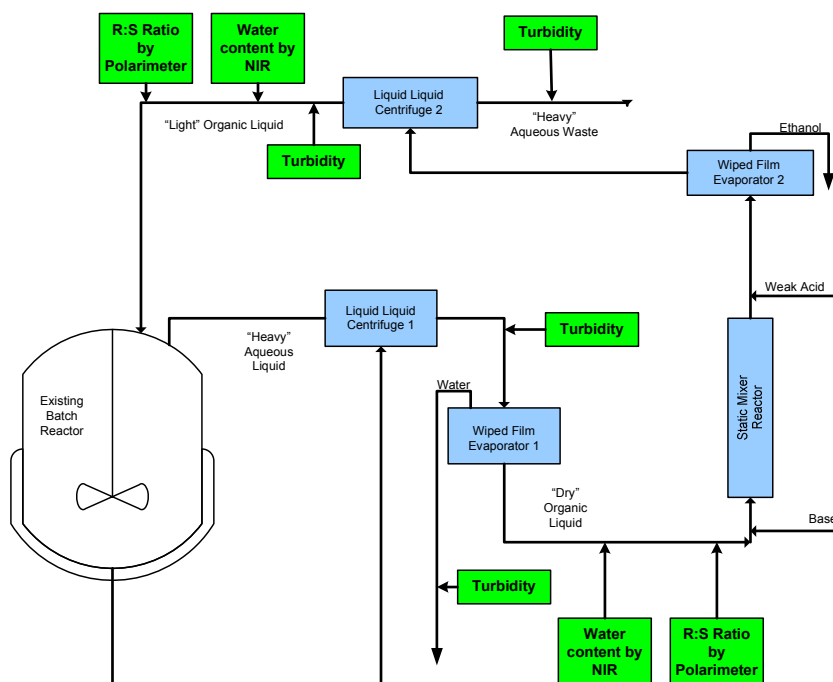 R:S Ratio
by
Polarimeter
Water
content by
NIR
Turbidity
"Light" Organic Liquid
Liquid Liquid
Centrifuge 2
"Heavy"
Aqueous Waste
Turbidity
Ethanol
Wiped Film
Evaporator 2
Weak Acid
Liquid Liquid
Centrifuge 1
"Heavy"
Aqueous
Liquid
Turbidity
Existing
Batch
Reactor
Water
Wiped Film
Evaporator 1
Static Mixer
Reactor
"Dry"
Organic
Liquid
Base
Turbidity
Water
content by
NIR
R:S Ratio
by
Polarimeter